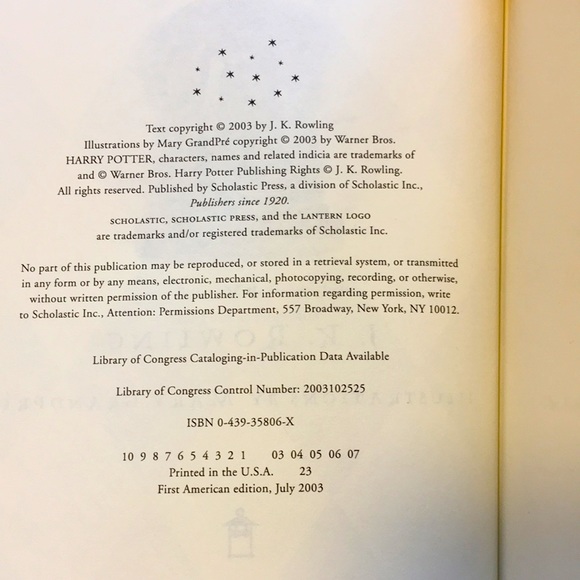 Text copyright © 2003 by J. K. Rowling
Illustrations by Mary GrandPré copyright © 2003 by Warner Bros.
HARRY POTTER, characters, names and related indicia are trademarks of
and © Warner Bros. Harry Potter Publishing Rights © J. K. Rowling.
All rights reserved. Published by Scholastic Press, a division of Scholastic Inc.,
Publishers since 1920.
SCHOLASTIC, SCHOLASTIC PRESS, and the LANTERN LOGO
are trademarks and/or registered trademarks of Scholastic Inc.
No part of this publication may be reproduced, or stored in a retrieval system, or transmitted
in any form or by any means, electronic, mechanical, photocopying, recording, or otherwise,
without written permission of the publisher. For information regarding permission, write
to Scholastic Inc., Attention: Permissions Department, 557 Broadway, New York, NY 10012.
J. K. ROWLING
Library of Congress Cataloging-in-Publication Data Available
Library of Congress Control Number: 2003102525
ISBN 0-439-35806-X
10 9 8 7 6 5 4 3 2 1 03 04 05 06 07
Printed in the U.S.A. 23
First American edition, July 2003